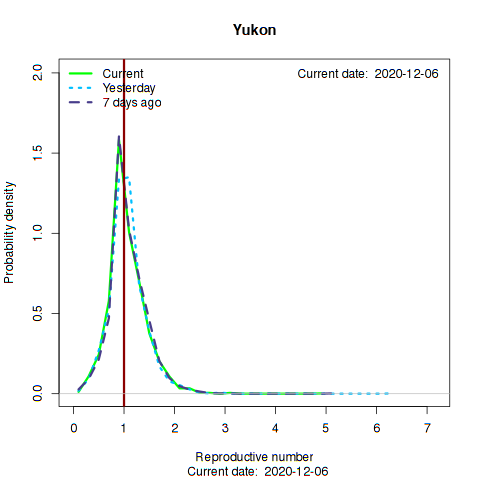 Yukon
Current
Yesterday
7 days ago
Current date:  2020-12-06
Probability density
2.0
1.5
1.0
0.5
0.0
0 1 2 3 4 5 6 7
Reproductive number
Current date:  2020-12-06